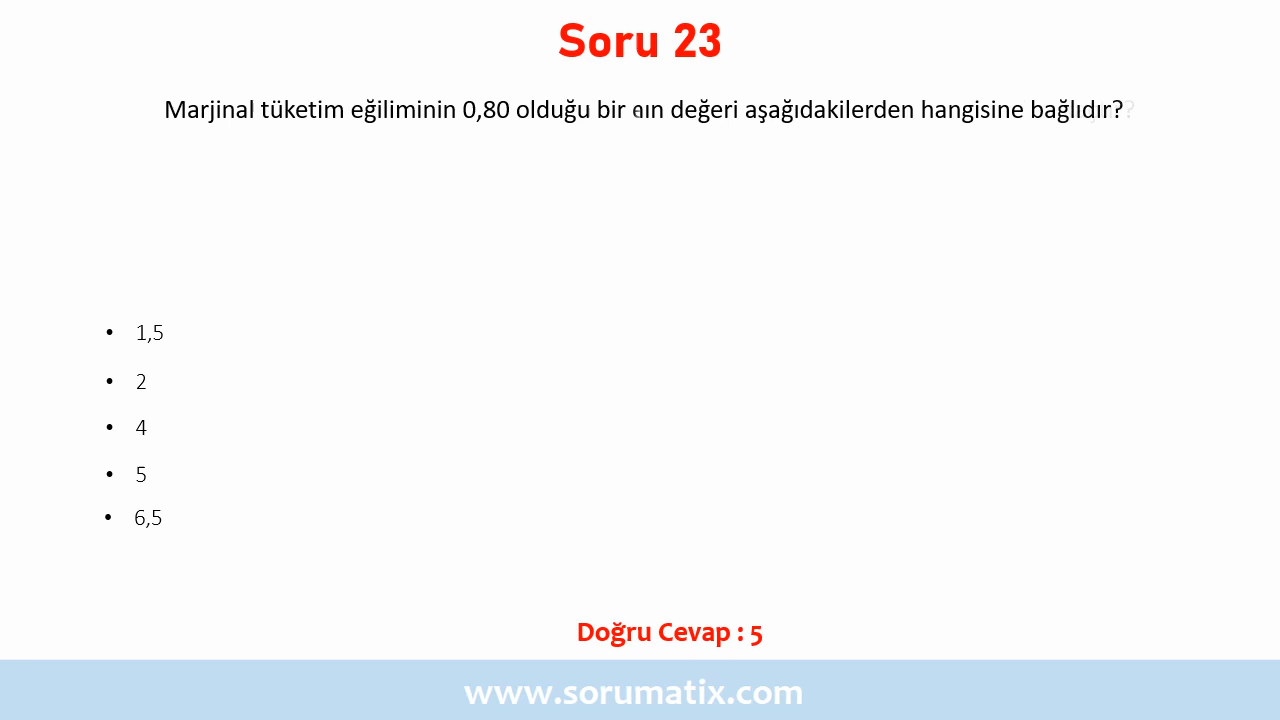 Soru 23
Marjinal tüketim eğiliminin 0,80 olduğu bir değeri aşağıdakilerden hangisine bağlıdır?
• 1,5
• 2
• 4
• 5
• 6,5
Doğru Cevap : 5
www.sorumatix.com